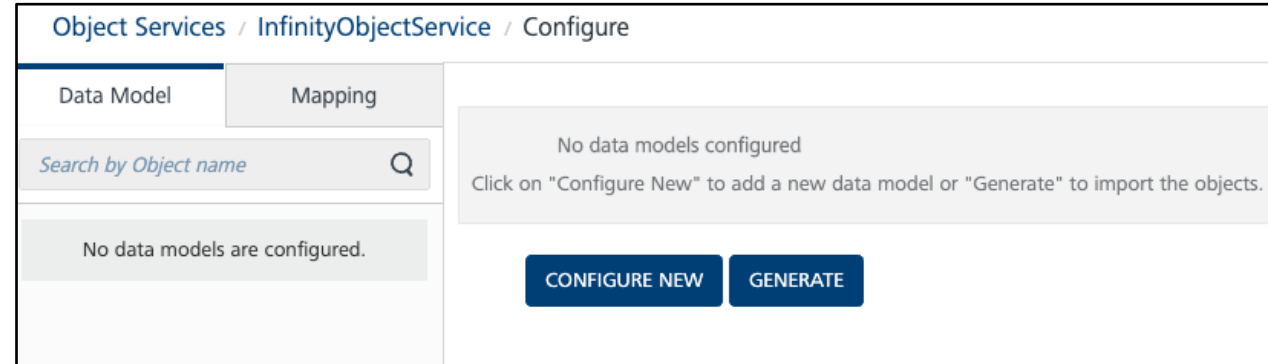 Object Services / InfinityObjectService / Configure
Data Model
Mapping
Search by Object name
No data models are configured.
No data models configured
Click on "Configure New" to add a new data model or "Generate" to import the objects.
CONFIGURE NEW
GENERATE